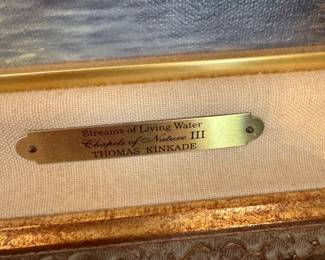 Streams of Living Water
Chapels of Nature III
THOMAS KINKADE